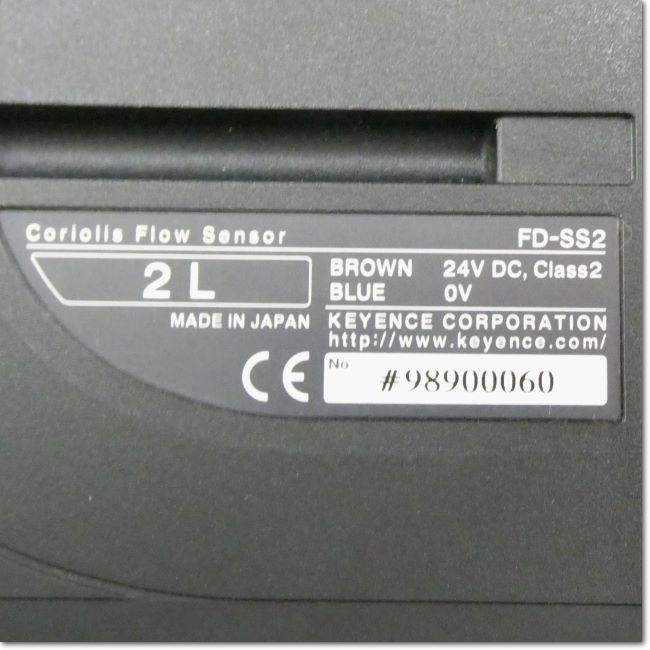 Coriolis Flow Sensor FD-SS2
2 L
BROWN 24V DC, Class2
BLUE 0V
MADE IN JAPAN
KEYENCE CORPORATION
http://www.keyence.com/
CE
No
#98900060